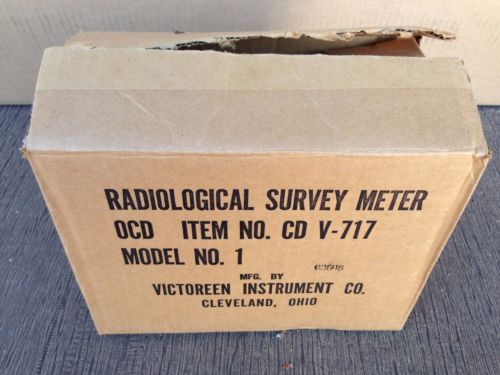 RADIOLOGICAL SURVEY METER
OCD ITEM NO. CD V-717
MODEL NO. 1
MFG. BY
VICTOREEN INSTRUMENT CO.
CLEVELAND, OHIO